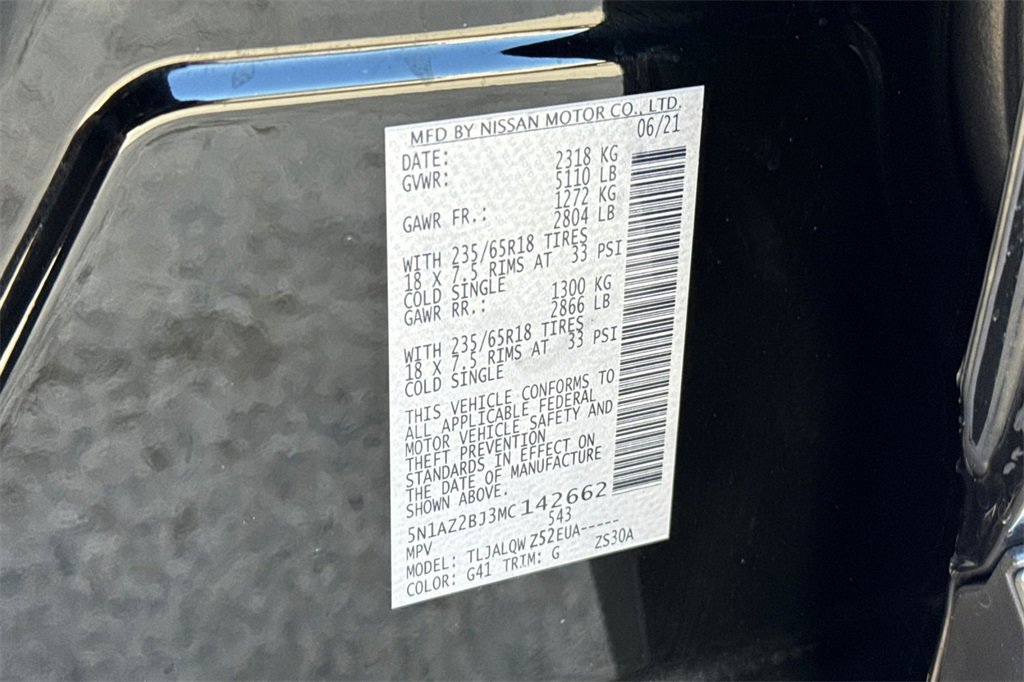 MFD BY NISSAN MOTOR CO., LTD.
DATE: 06/21
GVWR: 2318 KG
5110 LB
GAWR FR.: 1272 KG
2804 LB
WITH 235/65R18 TIRES
18 X 7.5 RIMS AT 33 PSI
COLD SINGLE
GAWR RR.: 1300 KG
2866 LB
WITH 235/65R18 TIRES
18 X 7.5 RIMS AT 33 PSI
COLD SINGLE
THIS VEHICLE CONFORMS TO
ALL APPLICABLE FEDERAL
MOTOR VEHICLE SAFETY AND
THEFT PREVENTION
STANDARDS IN EFFECT ON
THE DATE OF MANUFACTURE
SHOWN ABOVE.
5N1AZ2BJ3MC142662
MPV 543
MODEL: TLJALQWZ52EUA-----
COLOR: G41 TRIM: G ZS30A